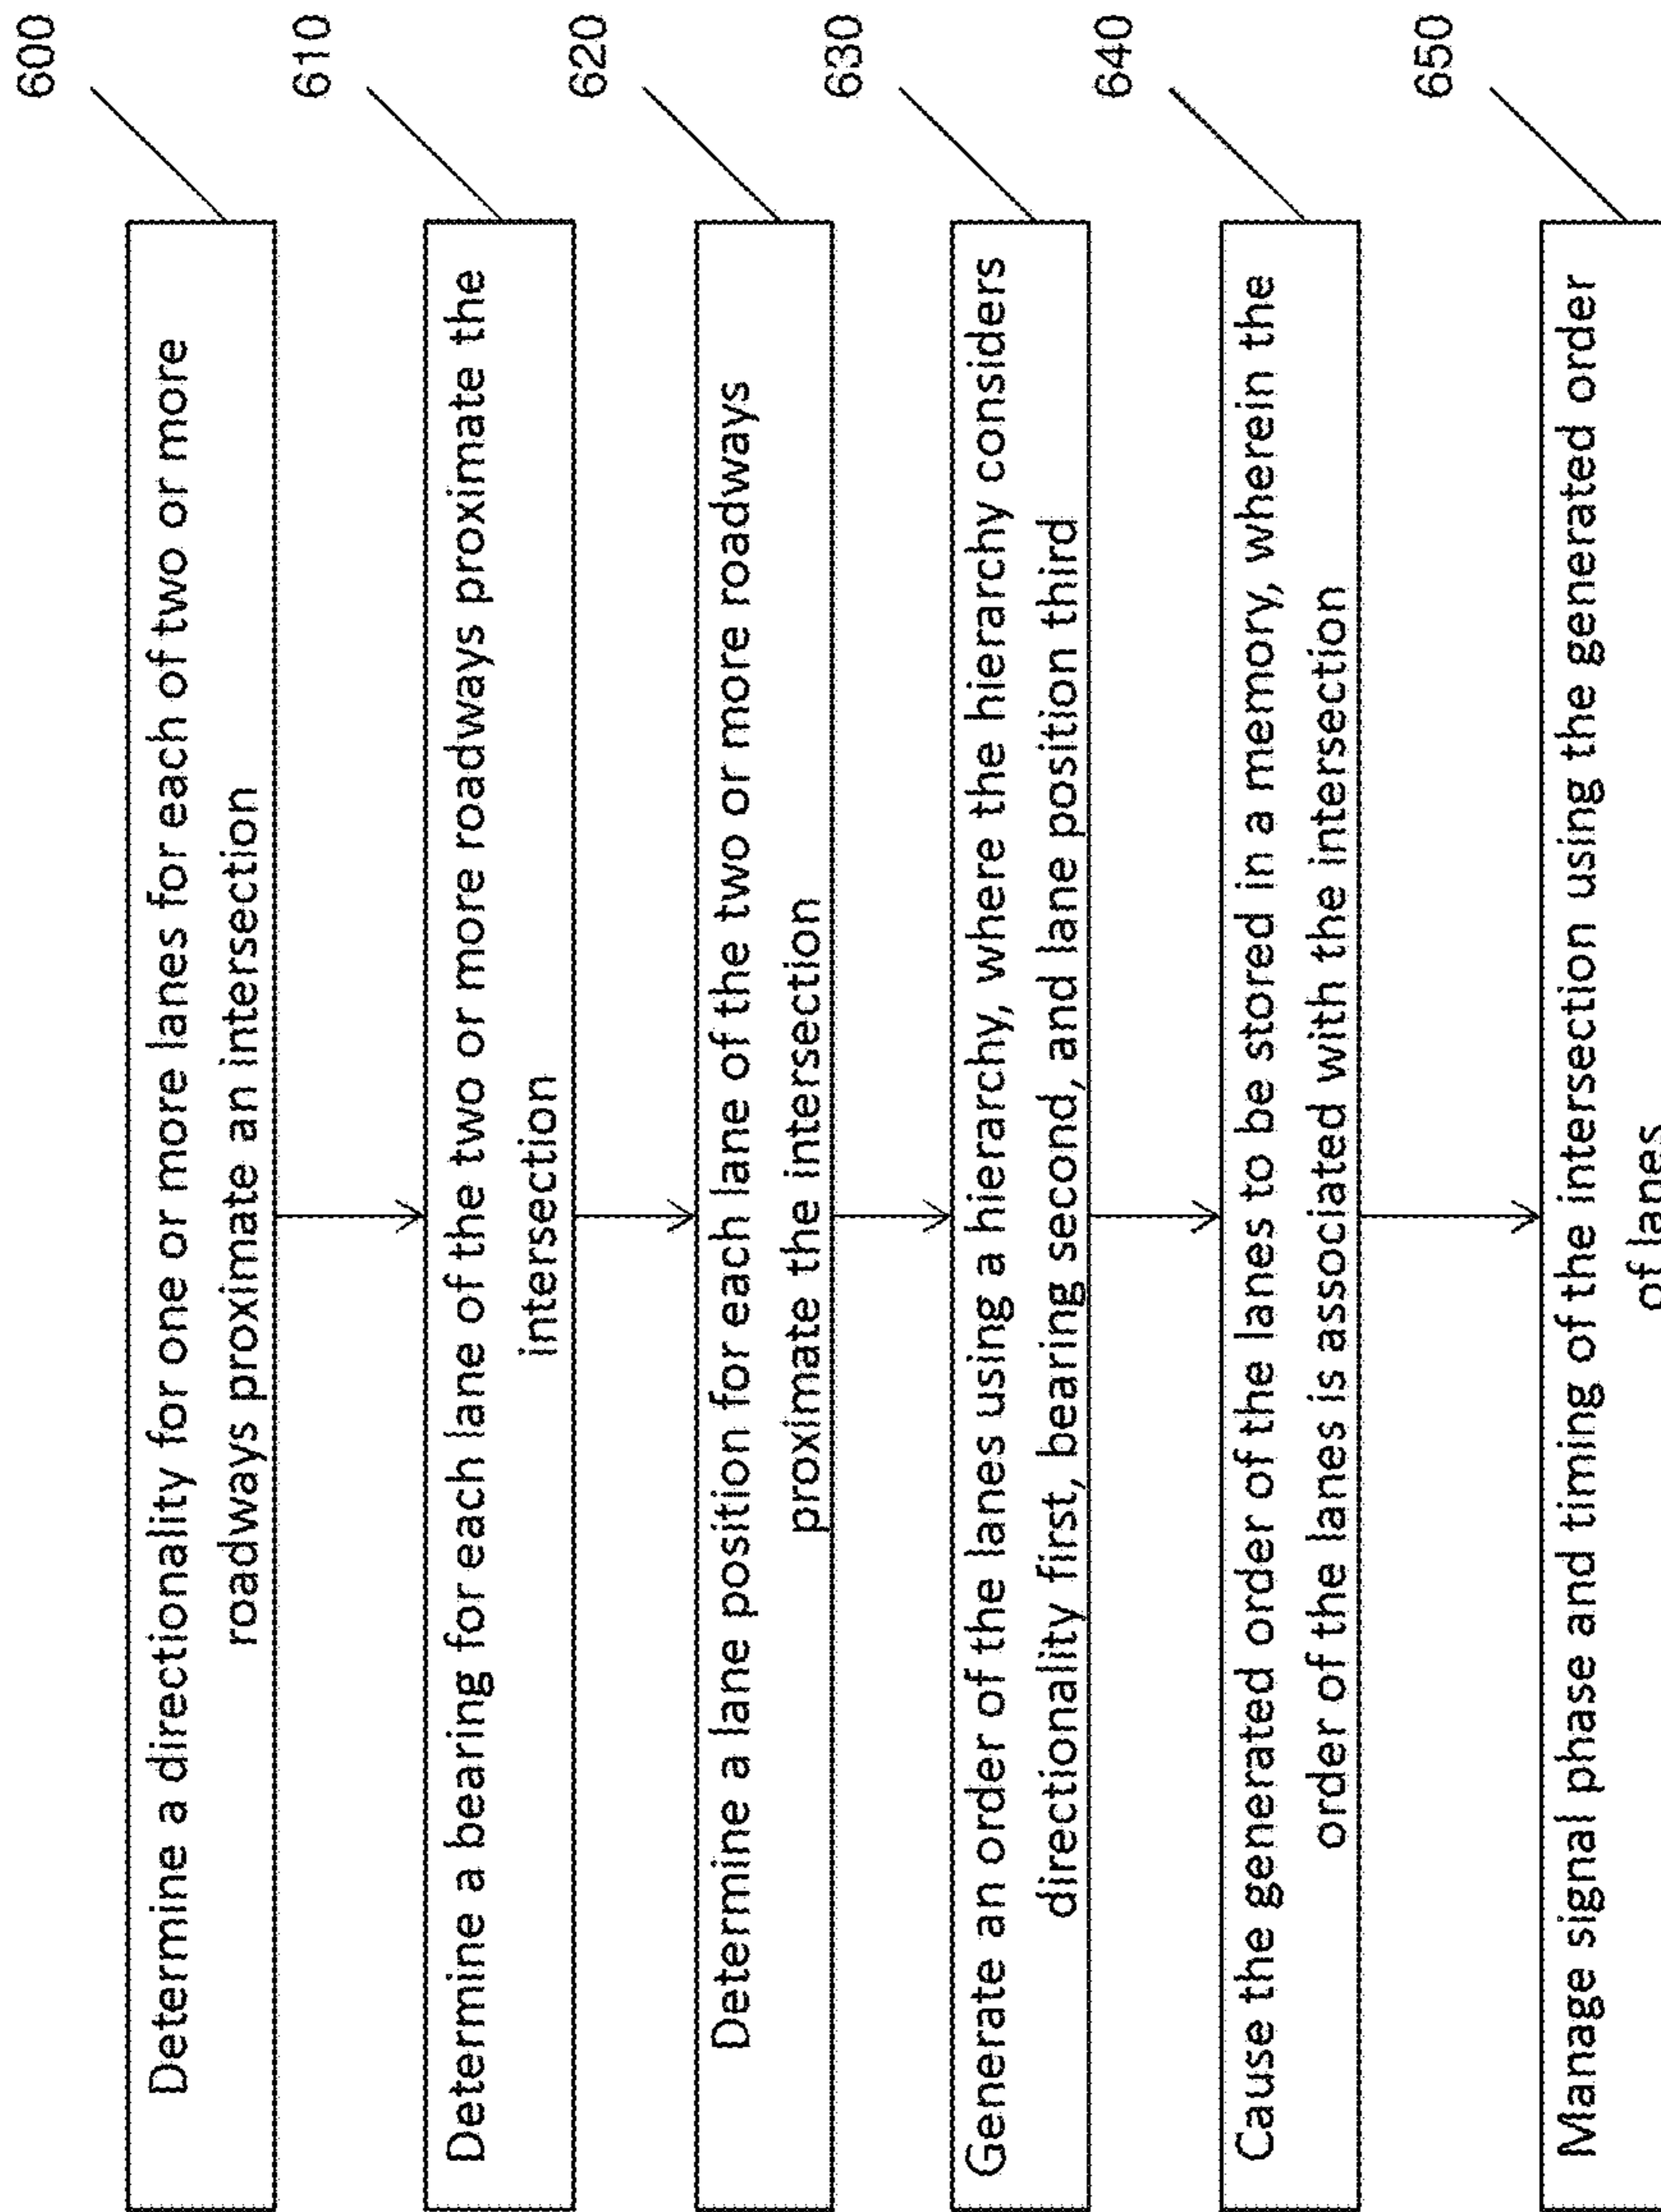 Determine a directionality for one or more lanes for each of two or more
roadways proximate an intersection
600
Determine a bearing for each lane of the two or more roadways proximate the
intersection
610
Determine a lane position for each lane of the two or more roadways
proximate the intersection
620
Generate an order of the lanes using a hierarchy, where the hierarchy considers
directionality first, bearing second, and lane position third
630
Cause the generated order of the lanes to be stored in a memory, wherein the
order of the lanes is associated with the intersection
640
Manage signal phase and timing of the intersection using the generated order
of lanes
650